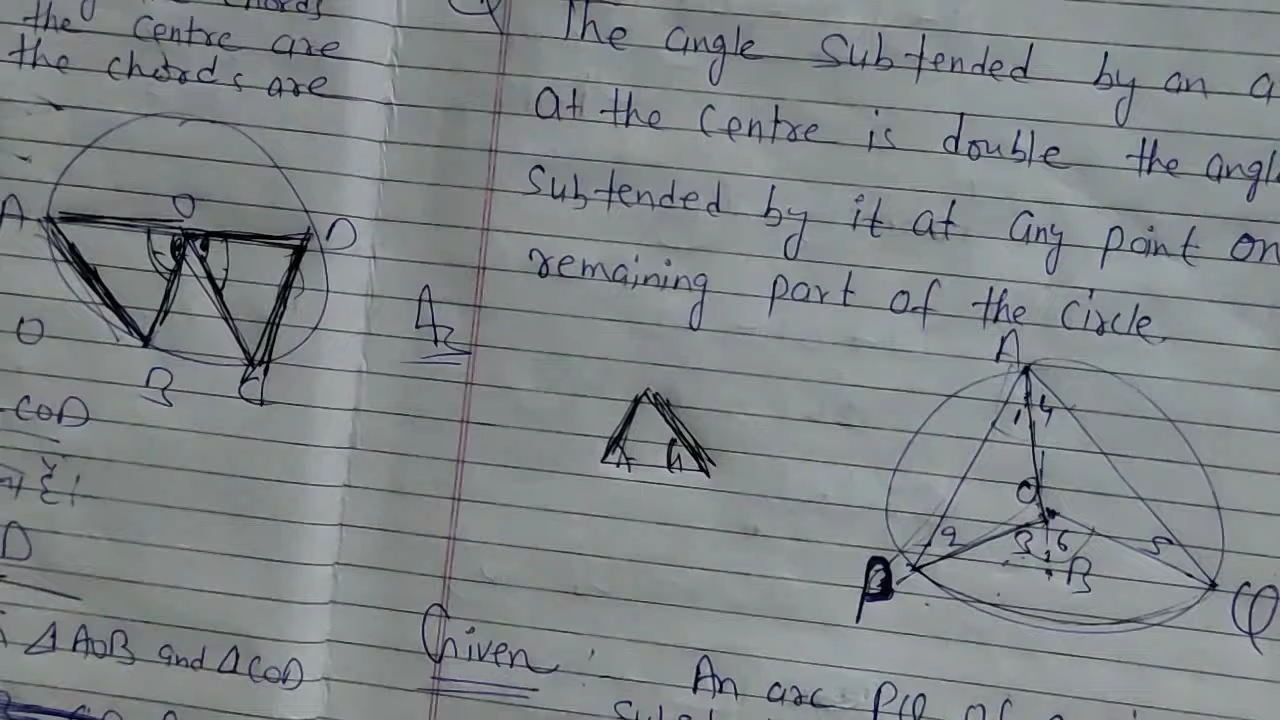 the centre are
the chords are
A
O
D
B
C
O
COD
D
Δ AOB and ΔCOD
The angle subtended by an
at the centre is double the
subtended by it at any point on
remaining part of the circle
A
1
4
O
2
3
6
5
B
P
Q
Given :
An arc PQ of